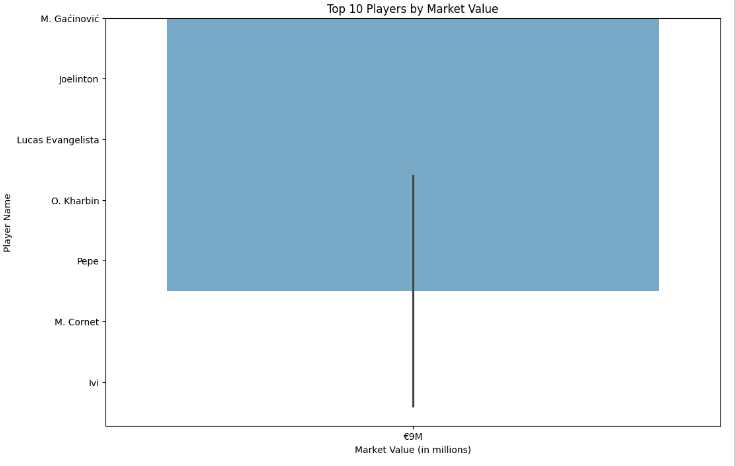 Top 10 Players by Market Value
M. Gaćinović
Joelinton
Lucas Evangelista
O. Kharbin
Pepe
M. Cornet
Ivi
Player Name
€9M
Market Value (in millions)